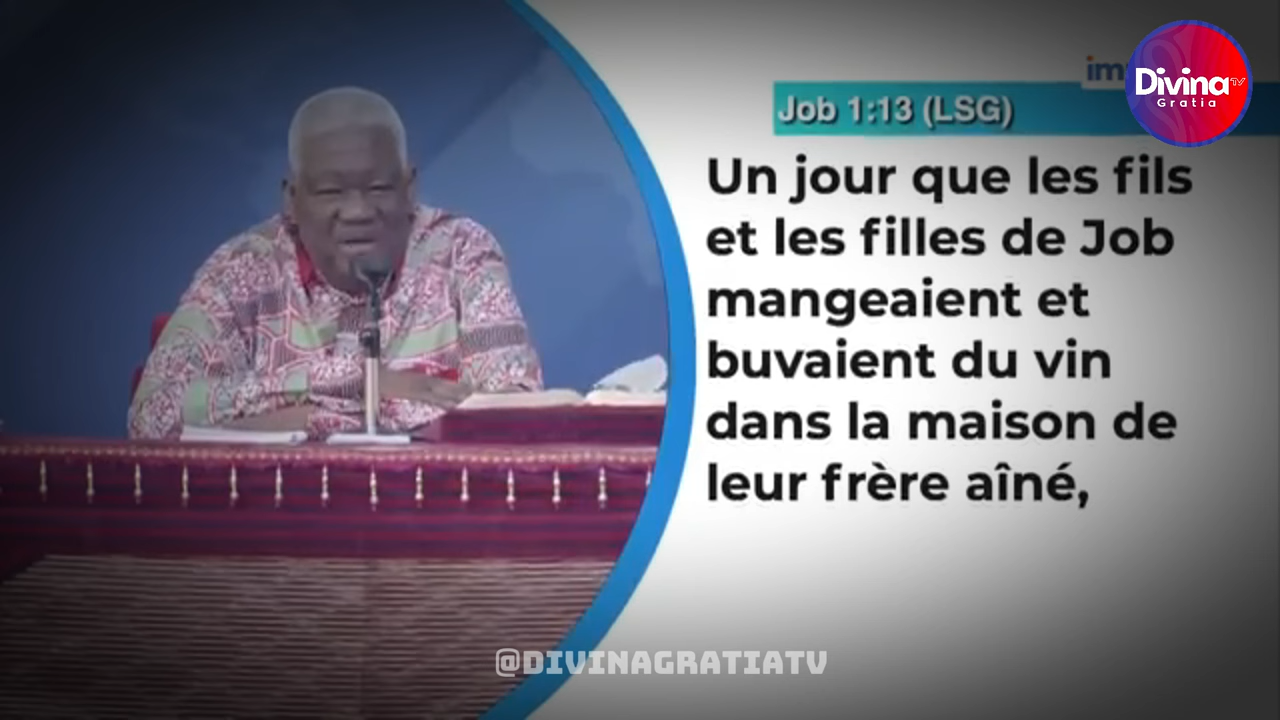 Divina TV
Gratia
Job 1:13 (LSG)
Un jour que les fils
et les filles de Job
mangeaient et
buvaient du vin
dans la maison de
leur frère aîné,
@DIVINAGRATIATV